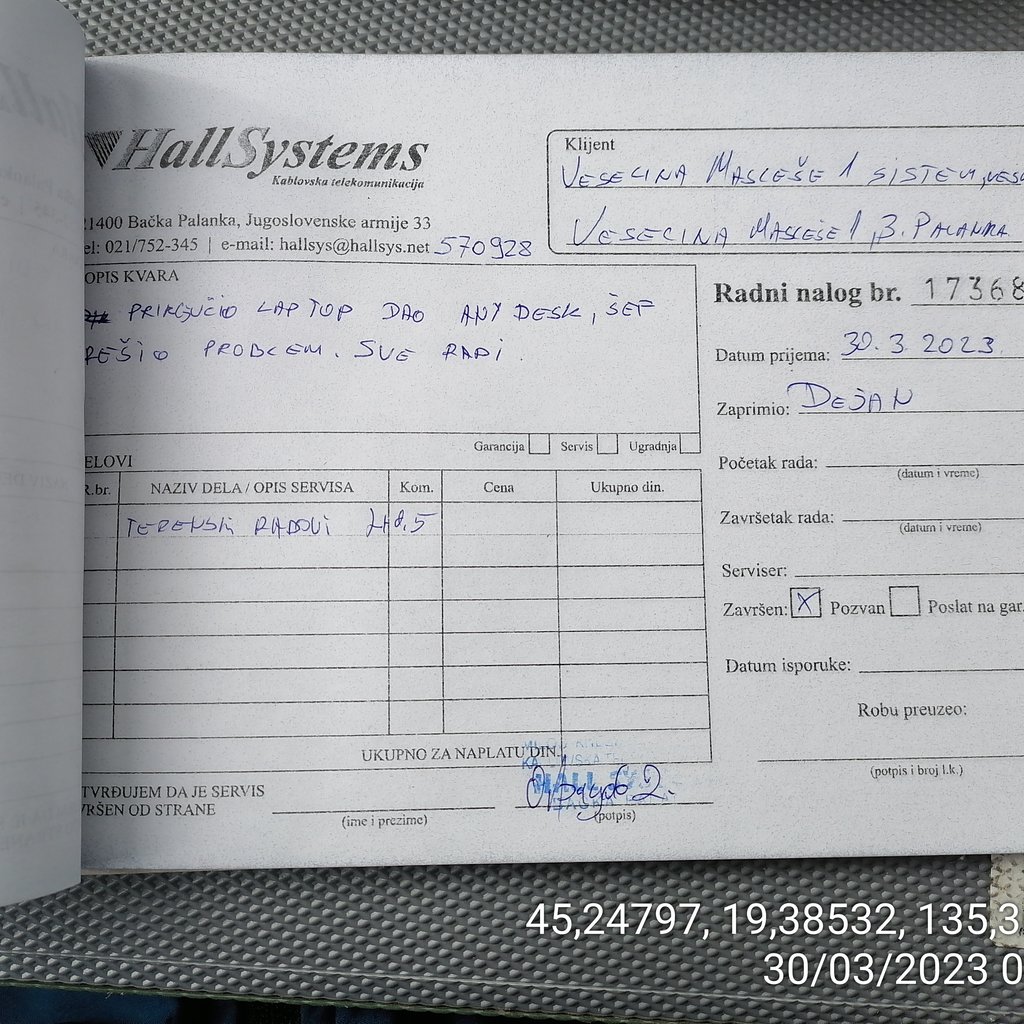 HallSystems
Kablovska telekomunikacija
21400 Bačka Palanka, Jugoslovenske armije 33
tel: 021/752-345 | e-mail: hallsys@hallsys.net 570928
Klijent
VESELINA MASLEŠE 1 SISTEM,
VESELINA MASLEŠE 1, B. PALANKA
OPIS KVARA
PRIKLJUČIO LAPTOP DAO ANY DESK, ŠEF
REŠIO PROBLEM. SVE RADI.
Garancija Servis Ugradnja
Radni nalog br. 17368
Datum prijema: 30.3.2023.
Zaprimio: DEJAN
Početak rada:
(datum i vreme)
Završetak rada:
(datum i vreme)
Serviser:
Završen: X Pozvan Poslat na gar.
Datum isporuke:
Robu preuzeo:
(potpis i broj l.k.)
ELOVI
R.br. NAZIV DELA / OPIS SERVISA Kom. Cena Ukupno din.
TERENSKI RADOVI
UKUPNO ZA NAPLATU DIN.
TVRĐUJEM DA JE SERVIS
VRŠEN OD STRANE
(ime i prezime)
(potpis)
45,24797, 19,38532, 135,3
30/03/2023 0